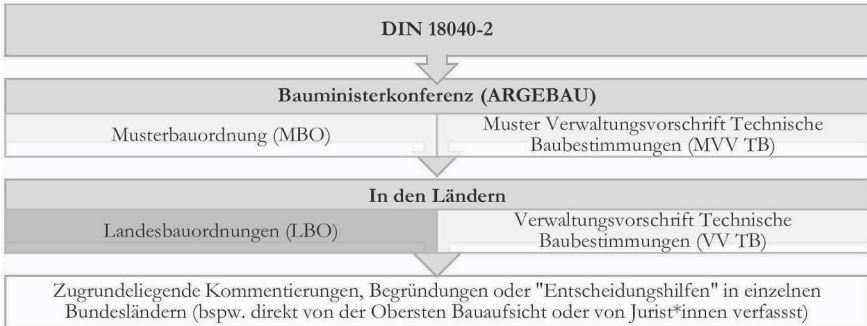 DIN 18040-2
Bauministerkonferenz (ARGEBAU)
Musterbauordnung (MBO)
Muster Verwaltungsvorschrift Technische
Baubestimmungen (MVV TB)
In den Ländern
Landesbauordnungen (LBO)
Verwaltungsvorschrift Technische
Baubestimmungen (VV TB)
Zugrundeliegende Kommentierungen, Begründungen oder "Entscheidungshilfen" in einzelnen
Bundesländern (bspw. direkt von der Obersten Bauaufsicht oder von Jurist*innen verfassst)